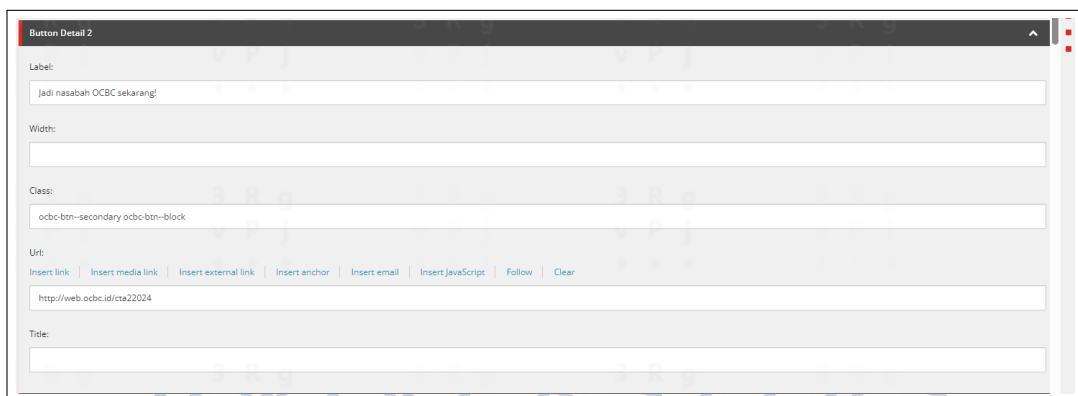 Button Detail 2
Label:
Jadi nasabah OCBC sekarang!
Width:
Class:
ocbc-btn--secondary ocbc-btn--block
Url:
Insert link | Insert media link | Insert external link | Insert anchor | Insert email | Insert JavaScript | Follow | Clear
http://web.ocbc.id/cta22024
Title: